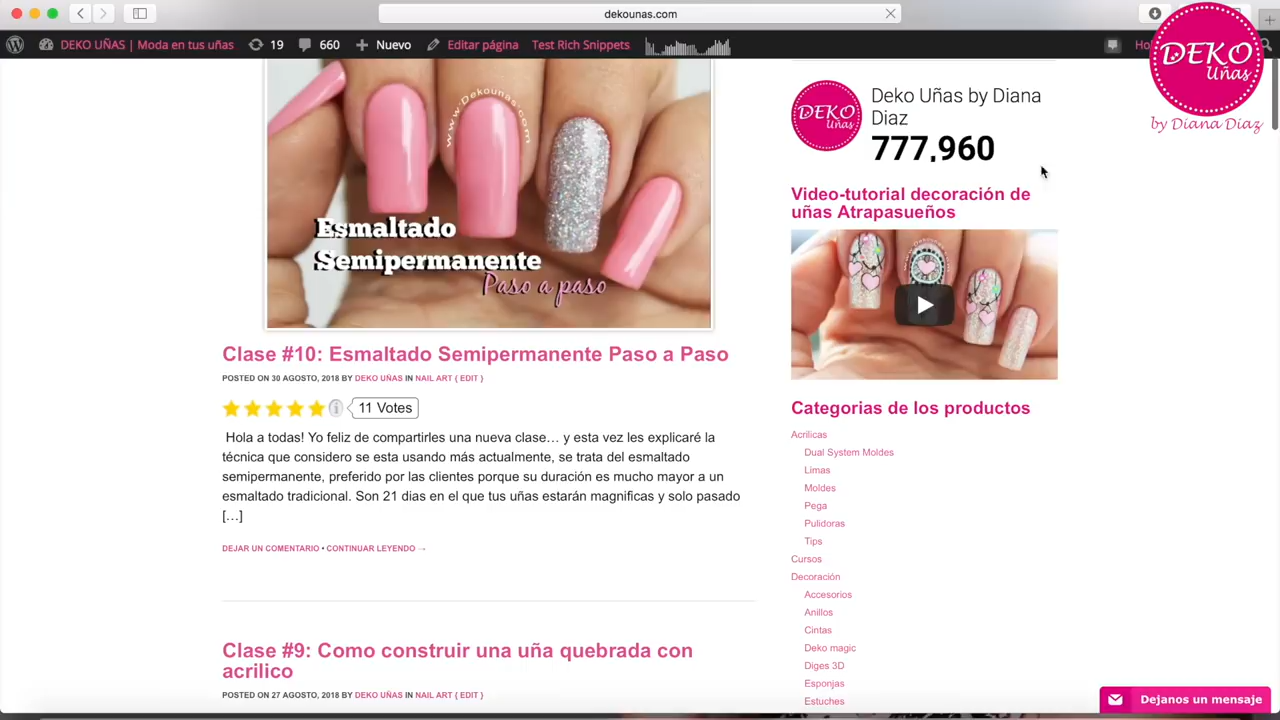 dekounas.com
DEKO UÑAS | Moda en tus uñas
19
660
Nuevo
Editar página
Test Rich Snippets
DEKO
Uñas
by Diana Diaz
www.Dekounas.com
Esmaltado
Semipermanente
Paso a paso
Clase #10: Esmaltado Semipermanente Paso a Paso
POSTED ON 30 AGOSTO, 2018 BY DEKO UÑAS IN NAIL ART { EDIT }
11 Votes
Hola a todas! Yo feliz de compartirles una nueva clase… y esta vez les explicaré la
técnica que considero se esta usando más actualmente, se trata del esmaltado
semipermanente, preferido por las clientes porque su duración es mucho mayor a un
esmaltado tradicional. Son 21 dias en el que tus uñas estarán magnificas y solo pasado
[…]
DEJAR UN COMENTARIO • CONTINUAR LEYENDO →
Clase #9: Como construir una uña quebrada con
acrilico
POSTED ON 27 AGOSTO, 2018 BY DEKO UÑAS IN NAIL ART { EDIT }
DEKO
Uñas
Deko Uñas by Diana
Diaz
777,960
Video-tutorial decoración de
uñas Atrapasueños
Categorias de los productos
Acrilicas
Dual System Moldes
Limas
Moldes
Pega
Pulidoras
Tips
Cursos
Decoración
Accesorios
Anillos
Cintas
Deko magic
Diges 3D
Esponjas
Estuches
Dejanos un mensaje